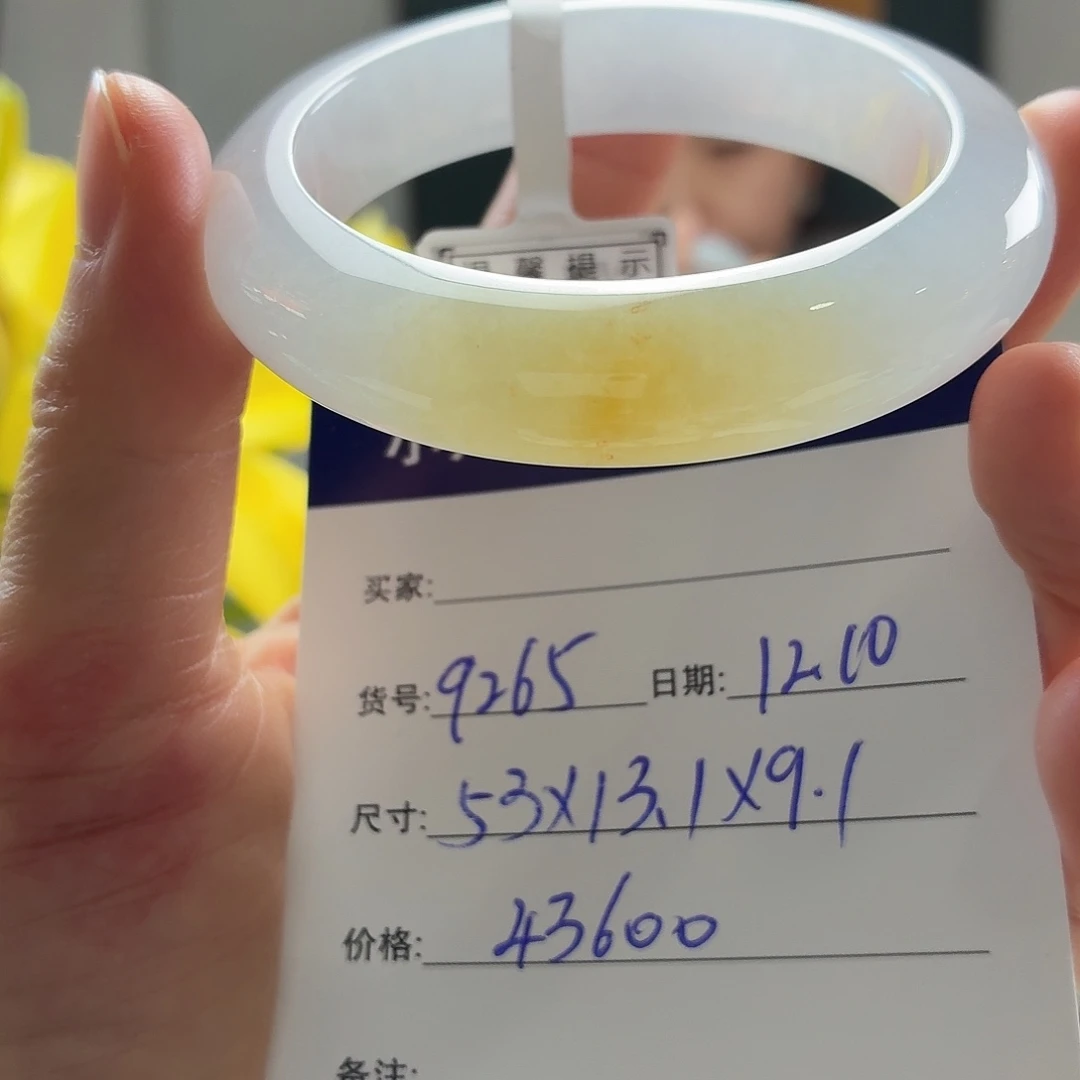 温馨提示
买家:
货号:9265 日期:12.10
尺寸:53X13.1X9.1
价格:43600
备注: